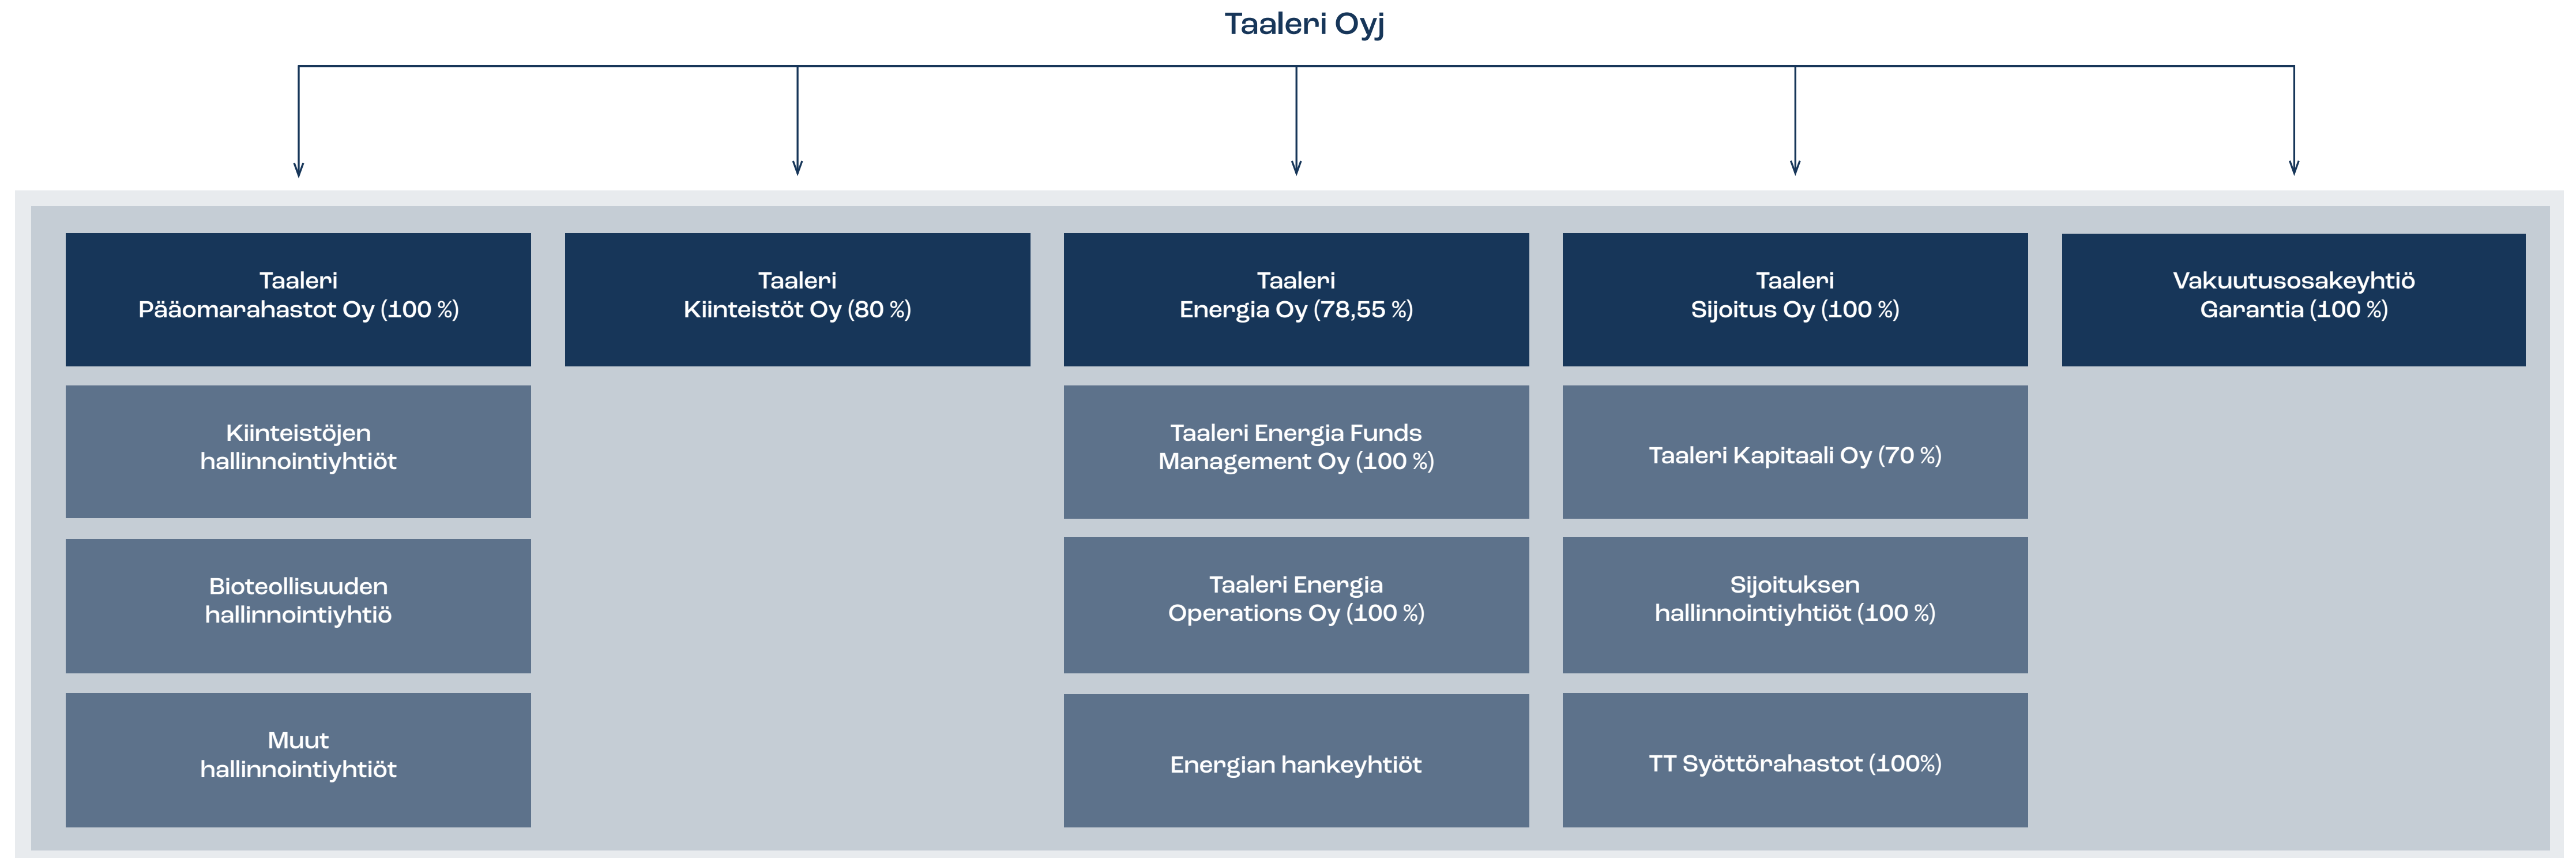 Taaleri Oyj
Taaleri
Pääomarahastot Oy (100 %)
Kiinteistöjen
hallinnointiyhtiöt
Bioteollisuuden
hallinnointiyhtiö
Muut
hallinnointiyhtiöt
Taaleri
Kiinteistöt Oy (80 %)
Taaleri
Energia Oy (78,55 %)
Taaleri Energia Funds
Management Oy (100 %)
Taaleri Energia
Operations Oy (100 %)
Energian hankeyhtiöt
Taaleri
Sijoitus Oy (100 %)
Taaleri Kapitaali Oy (70 %)
Sijoituksen
hallinnointiyhtiöt (100 %)
TT Syöttörahastot (100%)
Vakuutusosakeyhtiö
Garantia (100 %)